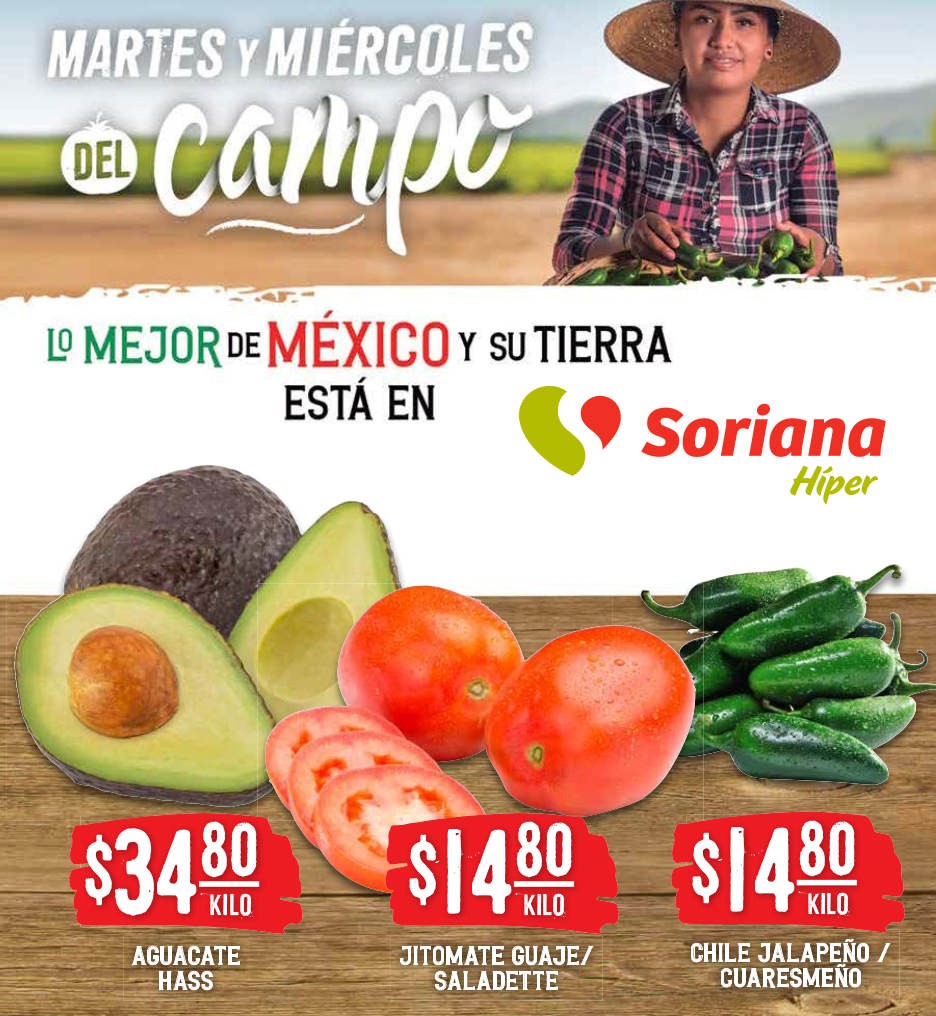 MARTES Y MIÉRCOLES
DEL Campo
LO MEJOR DE MÉXICO Y SU TIERRA
ESTÁ EN
Soriana
Híper
$34.80
KILO
AGUACATE
HASS
$14.80
KILO
JITOMATE GUAJE/
SALADETTE
$14.80
KILO
CHILE JALAPEÑO /
CUARESMEÑO